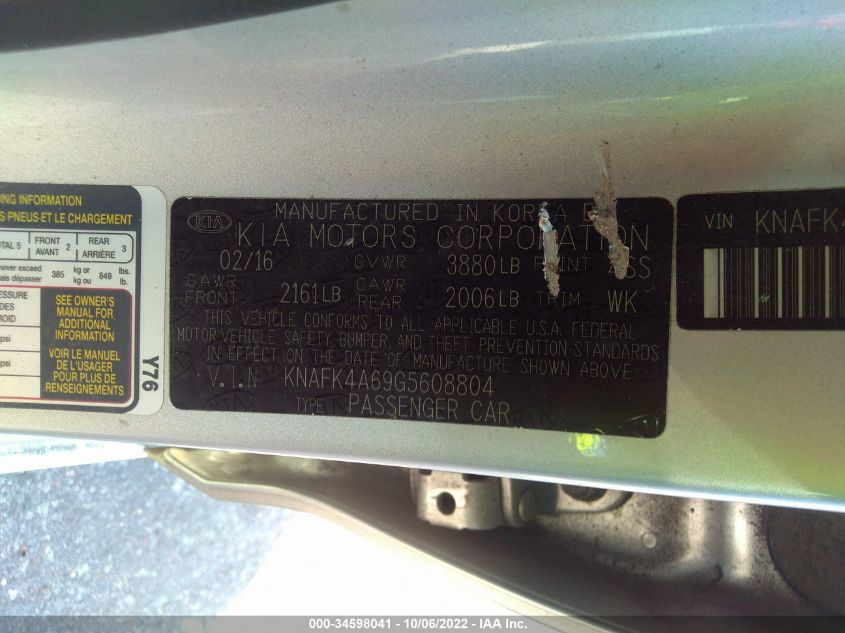 ING INFORMATION
S PNEUS ET LE CHARGEMENT
TOTAL 5 FRONT AVANT 2 REAR ARRIÈRE 3
never exceed
mais dépasser 385 kg or kg ou 849 lbs. lb.
SEE OWNER'S
MANUAL FOR
ADDITIONAL
INFORMATION
VOIR LE MANUEL
DE L'USAGER
POUR PLUS DE
RENSEIGNEMENTS
psi
psi
Y76
KIA
MANUFACTURED IN KOREA
KIA MOTORS CORPORATION
02/16 GVWR 3880LB
GAWR FRONT 2161LB GAWR REAR 2006LB TRIM WK
THIS VEHICLE CONFORMS TO ALL APPLICABLE U.S.A. FEDERAL
MOTOR VEHICLE SAFETY, BUMPER, AND THEFT PREVENTION STANDARDS
IN EFFECT ON THE DATE OF MANUFACTURE SHOWN ABOVE
V.I.N KNAFK4A69G5608804
TYPE PASSENGER CAR
VIN KNAFK4
000-34598041 - 10/06/2022 - IAA Inc.